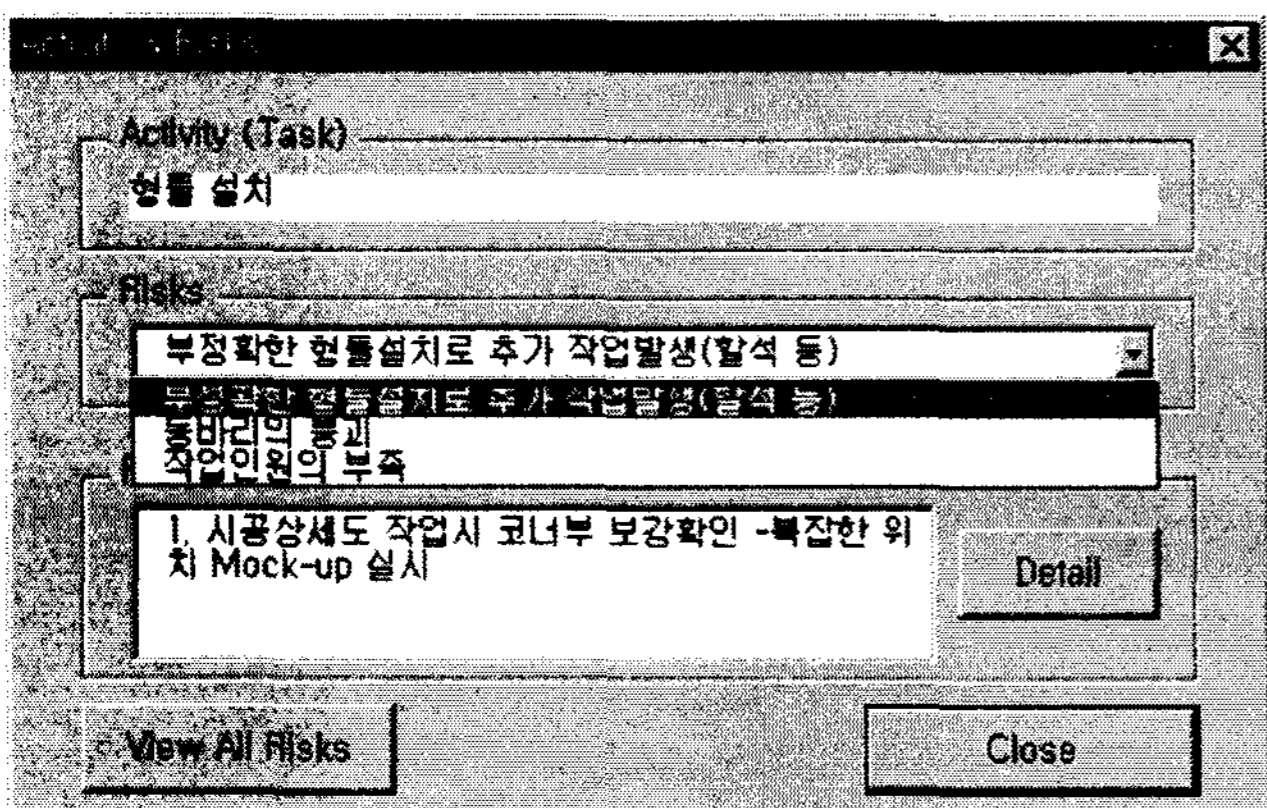 Activity (Task)
형틀 설치
Risks
부정확한 형틀설치로 추가 작업발생(할석 등)
부정확한 형틀설치로 추가 작업발생(할석 등)
동바리의 붕괴
작업인원의 부족
1. 시공상세도 작업시 코너부 보강확인 -복잡한 위
치 Mock-up 실시
Detail
View All Risks
Close